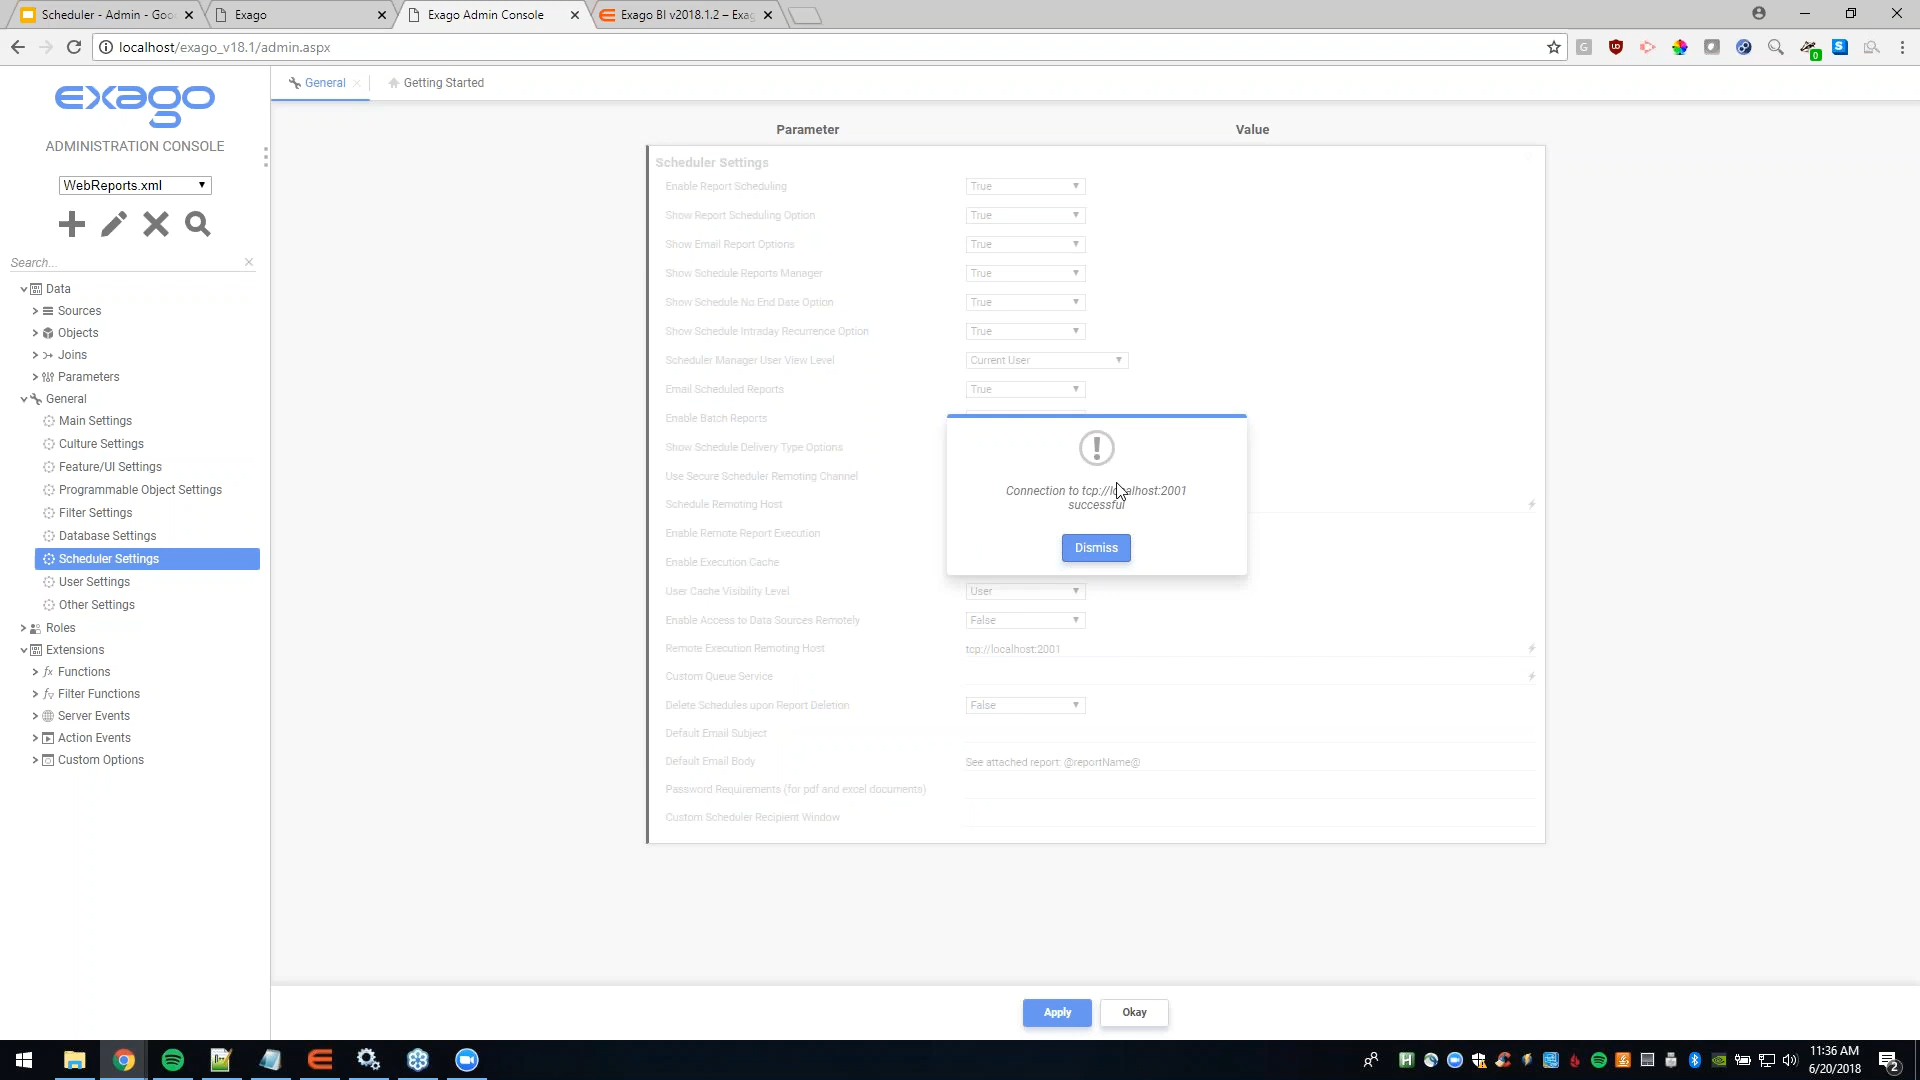 Scheduler - Admin - Goo
Exago
Exago Admin Console
Exago BI v2018.1.2 – Exag
localhost/exago_v18.1/admin.aspx
exago
ADMINISTRATION CONSOLE
WebReports.xml
Search...
Data
Sources
Objects
Joins
Parameters
General
Main Settings
Culture Settings
Feature/UI Settings
Programmable Object Settings
Filter Settings
Database Settings
Scheduler Settings
User Settings
Other Settings
Roles
Extensions
Functions
Filter Functions
Server Events
Action Events
Custom Options
General
Getting Started
Parameter Value
Scheduler Settings
Enable Report Scheduling True
Show Report Scheduling Option True
Show Email Report Options True
Show Schedule Reports Manager True
Show Schedule No End Date Option True
Show Schedule Intraday Recurrence Option True
Scheduler Manager User View Level Current User
Email Scheduled Reports True
Enable Batch Reports
Show Schedule Delivery Type Options
Use Secure Scheduler Remoting Channel
Schedule Remoting Host
Enable Remote Report Execution
Enable Execution Cache
User Cache Visibility Level User
Enable Access to Data Sources Remotely False
Remote Execution Remoting Host tcp://localhost:2001
Custom Queue Service
Delete Schedules upon Report Deletion False
Default Email Subject
Default Email Body See attached report: @reportName@
Password Requirements (for pdf and excel documents)
Custom Scheduler Recipient Window
Connection to tcp://localhost:2001
successful
Dismiss
Apply
Okay
11:36 AM
6/20/2018